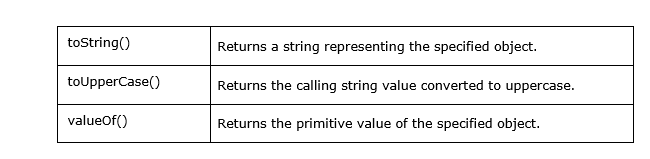 toString()
Returns a string representing the specified object.
toUpperCase()
Returns the calling string value converted to uppercase.
valueOf()
Returns the primitive value of the specified object.